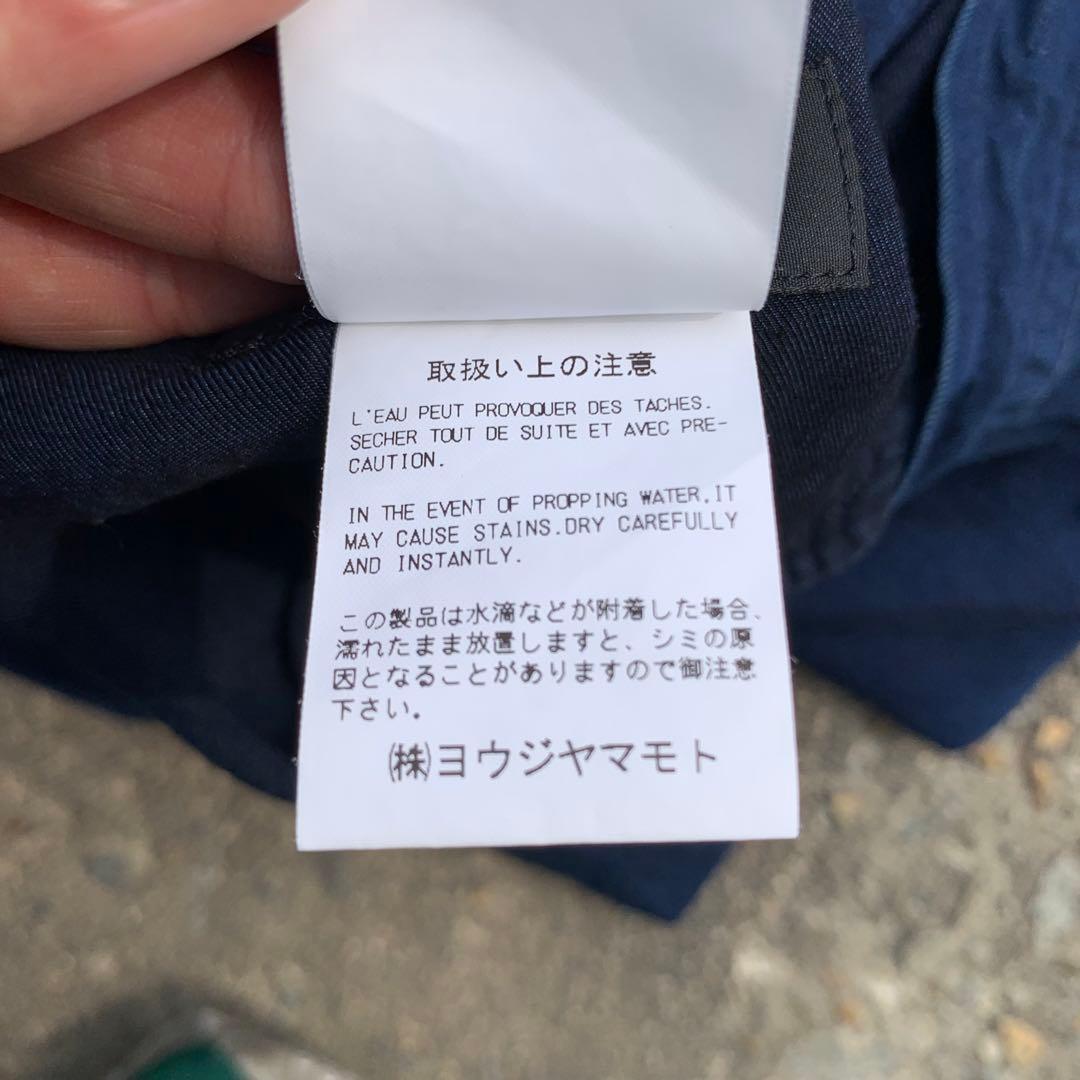 取扱い上の注意
L'EAU PEUT PROVOQUER DES TACHES.
SECHER TOUT DE SUITE ET AVEC PRE-
CAUTION.
IN THE EVENT OF PROPPING WATER,IT
MAY CAUSE STAINS.DRY CAREFULLY
AND INSTANTLY.
この製品は水滴などが附着した場合、
濡れたまま放置しますと、シミの原
因となることがありますので御注意
下さい。
㈱ヨウジヤマモト